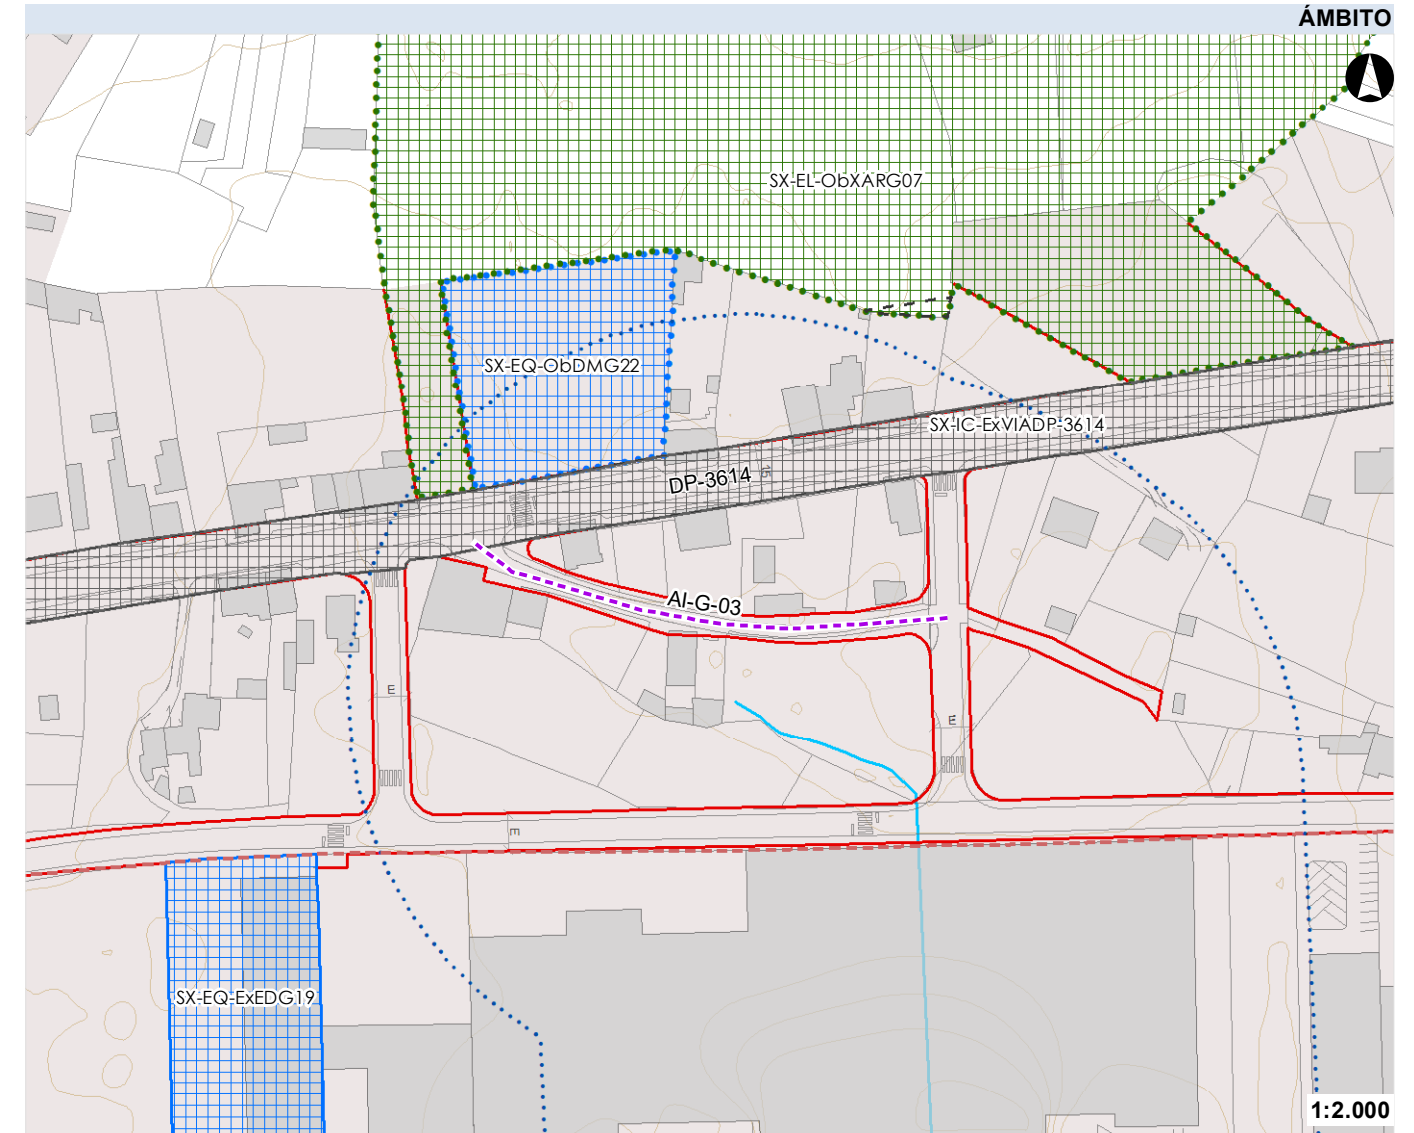 ÁMBITO
SX-EL-ObXARG07
SX-EQ-ObDMG22
SX-IC-ExVIADP-3614
DP-3614
15
AI-G-03
E
E
E
SX-EQ-ExEDG19
1:2.000